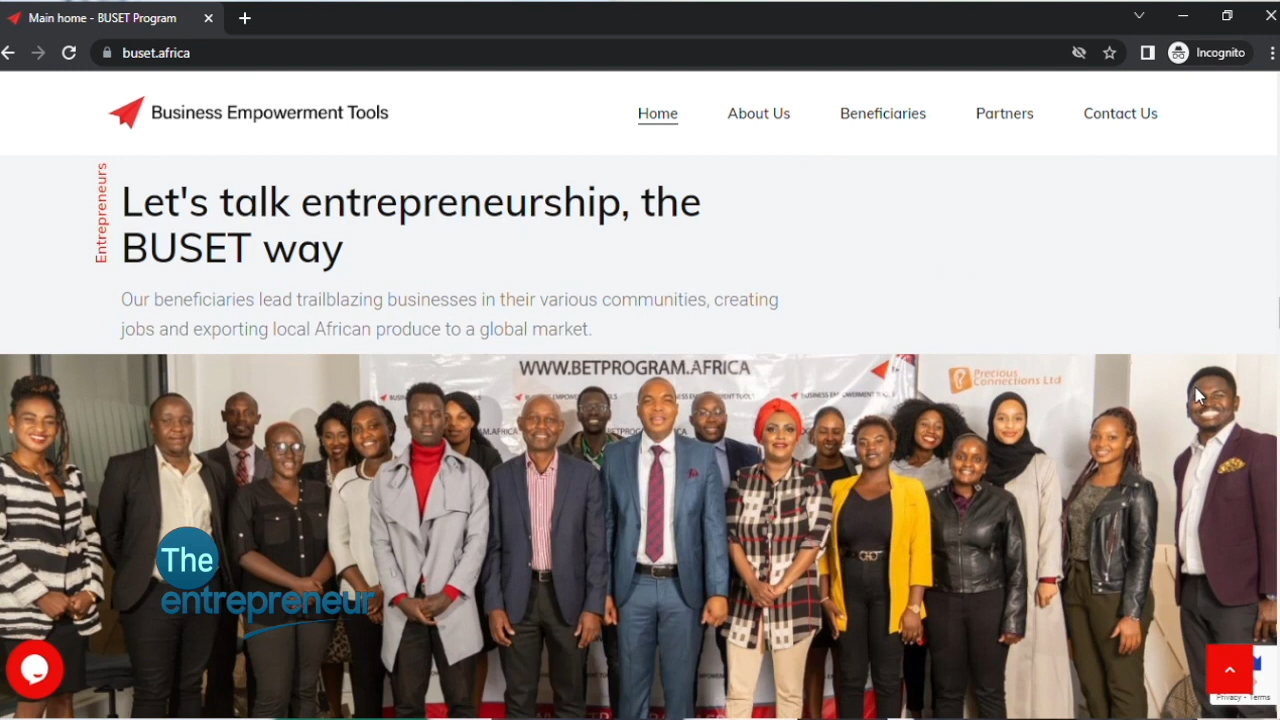 Main home - BUSET Program
buset.africa
Incognito
Business Empowerment Tools
Home
About Us
Beneficiaries
Partners
Contact Us
Entrepreneurs
Let's talk entrepreneurship, the
BUSET way
Our beneficiaries lead trailblazing businesses in their various communities, creating
jobs and exporting local African produce to a global market.
WWW.BETPROGRAM.AFRICA
Precious
Connections Ltd
The
entrepreneur
Privacy - Terms